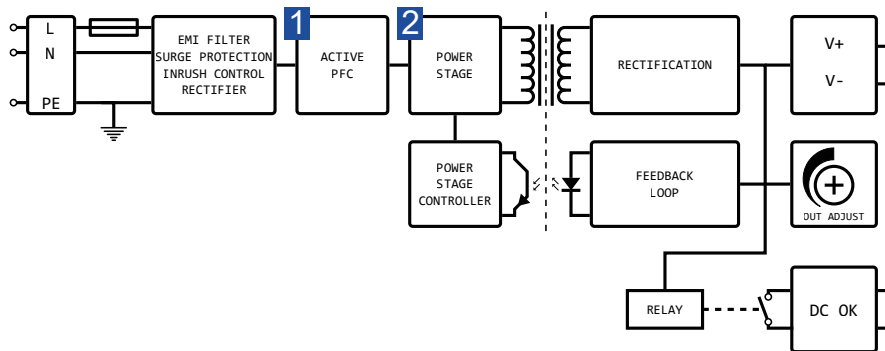 L
N
PE
EMI FILTER
SURGE PROTECTION
INRUSH CONTROL
RECTIFIER
1
ACTIVE
PFC
2
POWER
STAGE
RECTIFICATION
V+
V-
POWER
STAGE
CONTROLLER
FEEDBACK
LOOP
OUT ADJUST
RELAY
DC OK